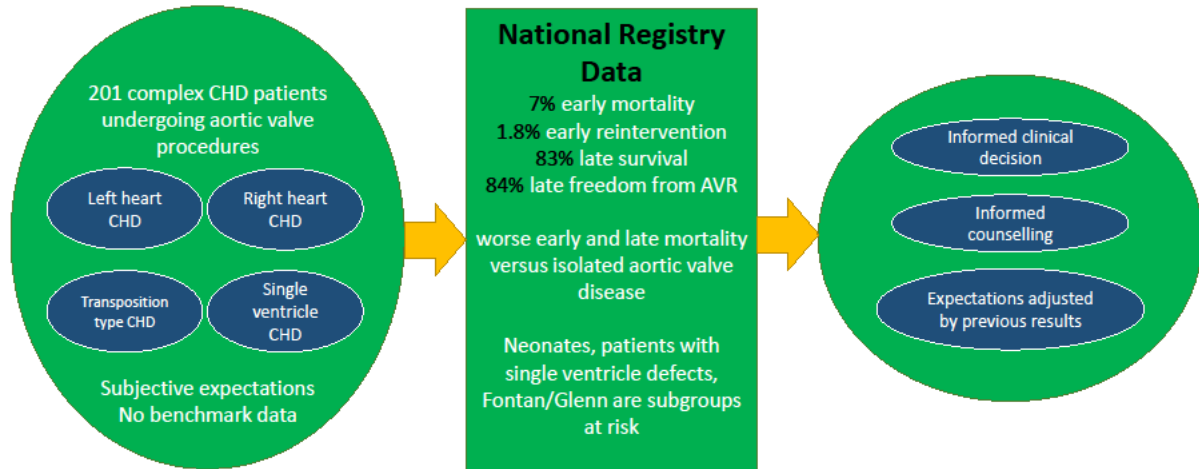 201 complex CHD patients
undergoing aortic valve
procedures
Left heart
CHD
Right heart
CHD
Transposition
type CHD
Single
ventricle
CHD
Subjective expectations
No benchmark data
National Registry
Data
7% early mortality
1.8% early reintervention
83% late survival
84% late freedom from AVR
worse early and late mortality
versus isolated aortic valve
disease
Neonates, patients with
single ventricle defects,
Fontan/Glenn are subgroups
at risk
Informed clinical
decision
Informed
counselling
Expectations adjusted
by previous results